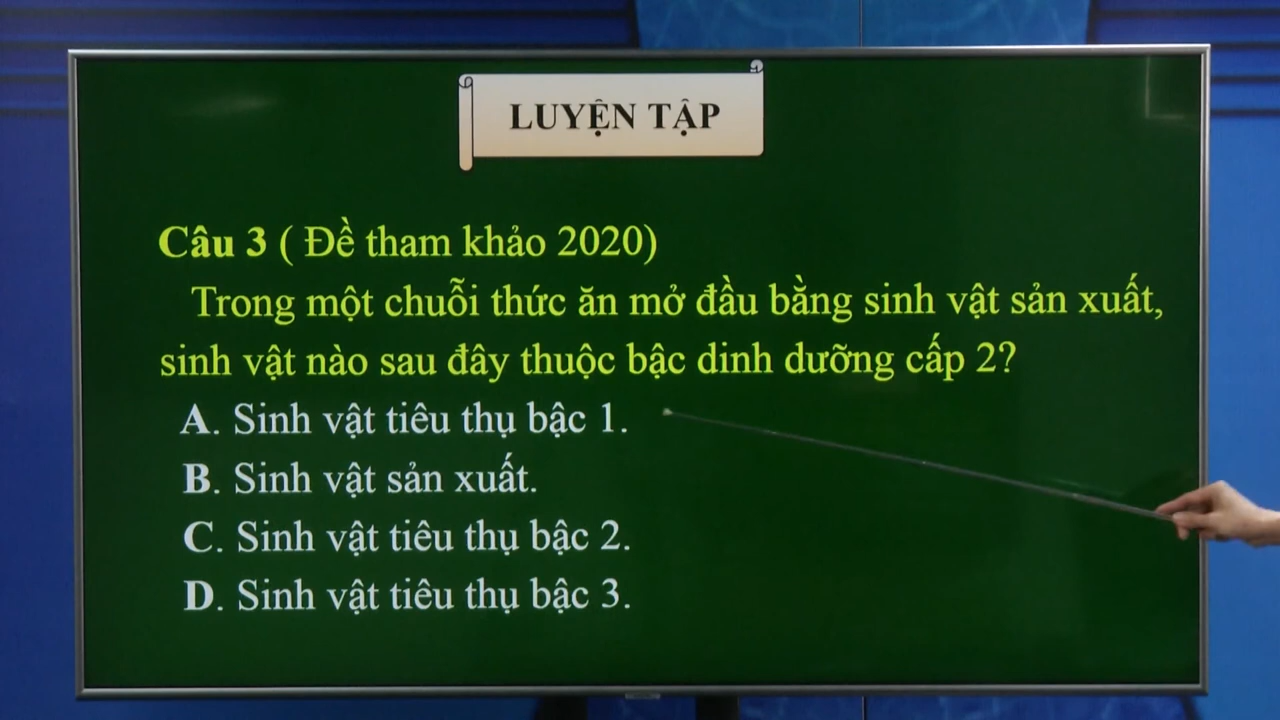 LUYỆN TẬP
Câu 3 ( Đề tham khảo 2020)
Trong một chuỗi thức ăn mở đầu bằng sinh vật sản xuất,
sinh vật nào sau đây thuộc bậc dinh dưỡng cấp 2?
A. Sinh vật tiêu thụ bậc 1.
B. Sinh vật sản xuất.
C. Sinh vật tiêu thụ bậc 2.
D. Sinh vật tiêu thụ bậc 3.